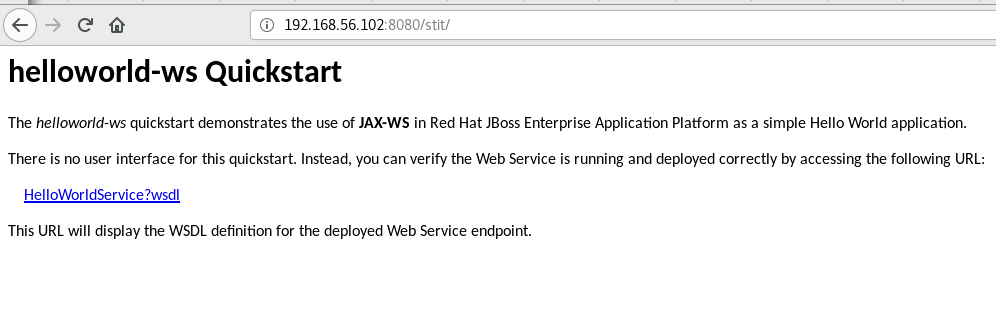 192.168.56.102:8080/stit/
helloworld-ws Quickstart
The helloworld-ws quickstart demonstrates the use of JAX-WS in Red Hat JBoss Enterprise Application Platform as a simple Hello World application.
There is no user interface for this quickstart. Instead, you can verify the Web Service is running and deployed correctly by accessing the following URL:
HelloWorldService?wsdl
This URL will display the WSDL definition for the deployed Web Service endpoint.